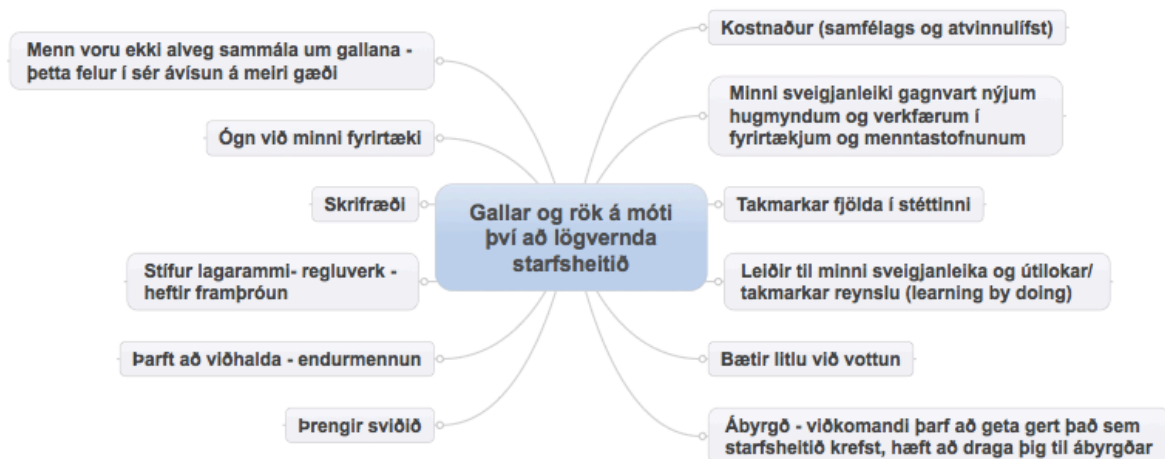 Gallar og rök á móti
því að lögvernda
starfsheitið
Menn voru ekki alveg sammála um gallana -
þetta felur í sér ávísun á meiri gæði
Ógn við minni fyrirtæki
Skrifræði
Stífur lagarammi- regluverk -
heftir framþróun
Þarft að viðhalda - endurmennun
Þrengir sviðið
Kostnaður (samfélags og atvinnulífst)
Minni sveigjanleiki gagnvart nýjum
hugmyndum og verkfærum í
fyrirtækjum og menntastofnunum
Takmarkar fjölda í stéttinni
Leiðir til minni sveigjanleika og útilokar/
takmarkar reynslu (learning by doing)
Bætir litlu við vottun
Ábyrgð - viðkomandi þarf að geta gert það sem
starfsheitið krefst, hæft að draga þig til ábyrgðar